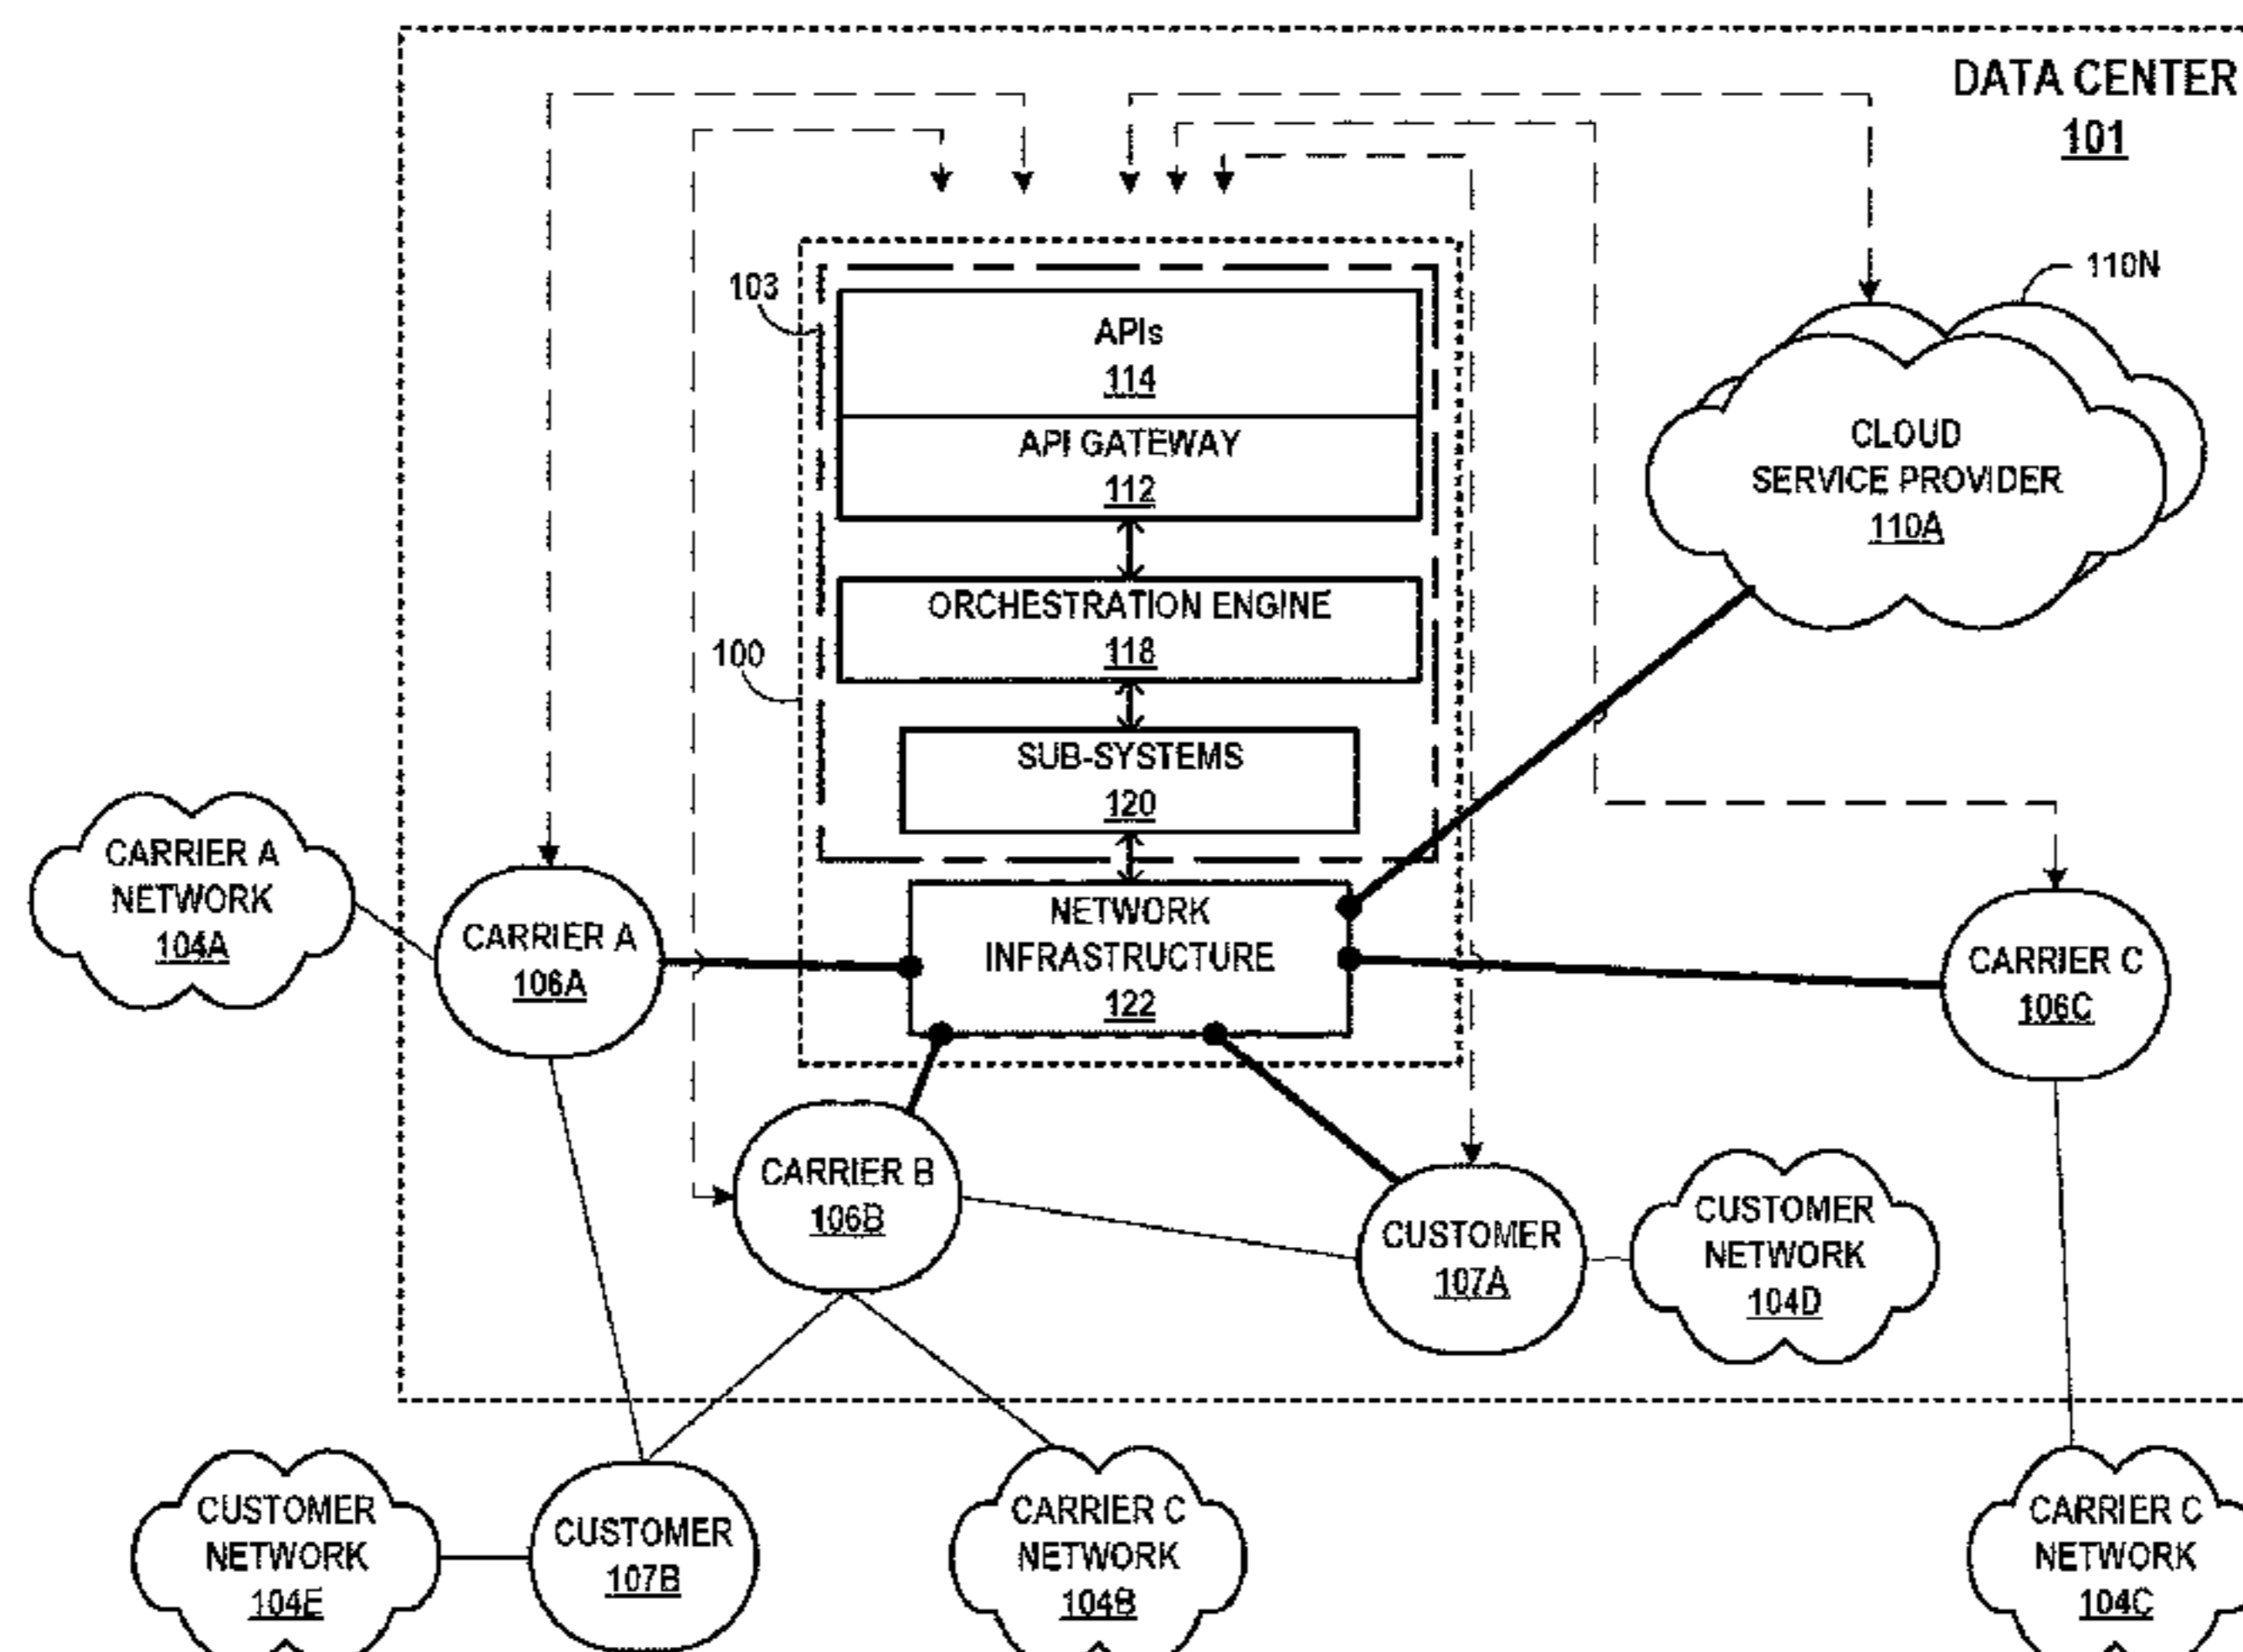 DATA CENTER
101
110N
103
APIs
114
API GATEWAY
112
CLOUD
SERVICE PROVIDER
110A
ORCHESTRATION ENGINE
118
100
SUB-SYSTEMS
120
CARRIER A
NETWORK
104A
CARRIER A
106A
NETWORK
INFRASTRUCTURE
122
CARRIER C
106C
CARRIER B
106B
CUSTOMER
107A
CUSTOMER
NETWORK
104D
CUSTOMER
NETWORK
104E
CUSTOMER
107B
CARRIER C
NETWORK
104B
CARRIER C
NETWORK
104C